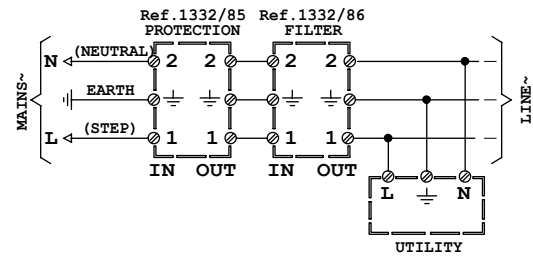 Ref.1332/85 Ref.1332/86
PROTECTION FILTER
MAINS~
N (NEUTRAL) 2 2 2 2
EARTH
L (STEP) 1 1 1 1
IN OUT IN OUT
LINE~
L N
UTILITY